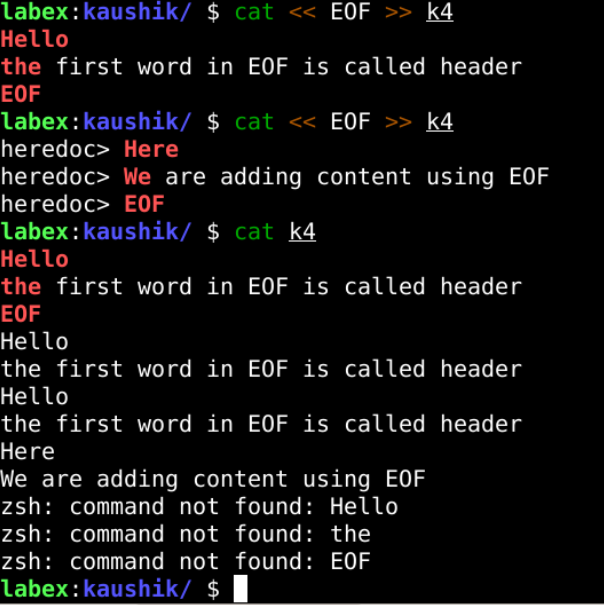 labex:kaushik/ $ cat << EOF >> k4
Hello
the first word in EOF is called header
EOF
labex:kaushik/ $ cat << EOF >> k4
heredoc> Here
heredoc> We are adding content using EOF
heredoc> EOF
labex:kaushik/ $ cat k4
Hello
the first word in EOF is called header
EOF
Hello
the first word in EOF is called header
Hello
the first word in EOF is called header
Here
We are adding content using EOF
zsh: command not found: Hello
zsh: command not found: the
zsh: command not found: EOF
labex:kaushik/ $